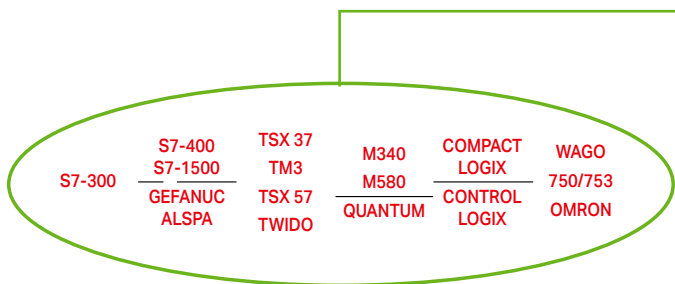 S7-300
S7-400
S7-1500
GEFANUC
ALSPA
TSX 37
TM3
TSX 57
TWIDO
M340
M580
QUANTUM
COMPACT
LOGIX
CONTROL
LOGIX
WAGO
750/753
OMRON